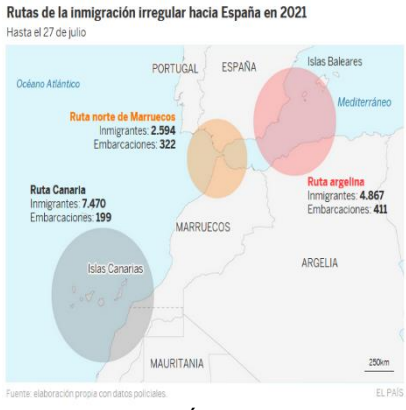 Rutas de la inmigración irregular hacia España en 2021
Hasta el 27 de julio
Islas Baleares
PORTUGAL
ESPAÑA
Océano Atlántico
Mediterráneo
Ruta norte de Marruecos
Inmigrantes: 2.594
Embarcaciones: 322
Ruta argelina
Inmigrantes: 4.867
Embarcaciones: 411
Ruta Canaria
Inmigrantes: 7.470
Embarcaciones: 199
MARRUECOS
ARGELIA
Islas Canarias
MAURITANIA
250km
Fuente: elaboración propia con datos policiales.
EL PAÍS